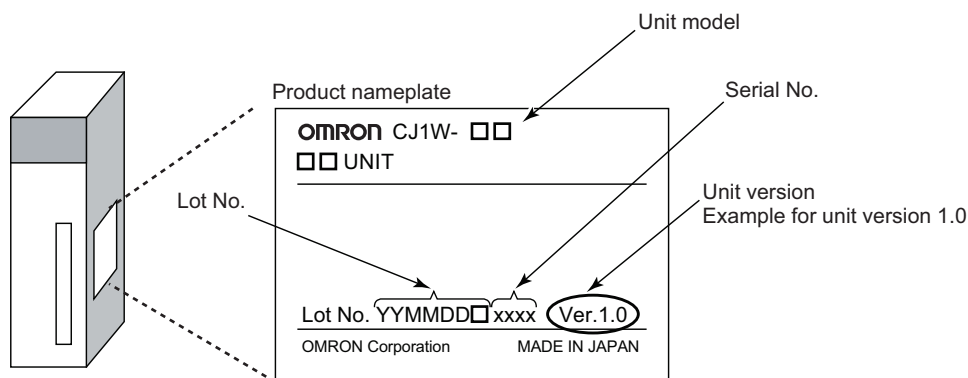 Unit model
Product nameplate
Serial No.
OMRON CJ1W- □□
□□ UNIT
Lot No.
Unit version
Example for unit version 1.0
Lot No. YYMMDD□ xxxx Ver.1.0
OMRON Corporation MADE IN JAPAN